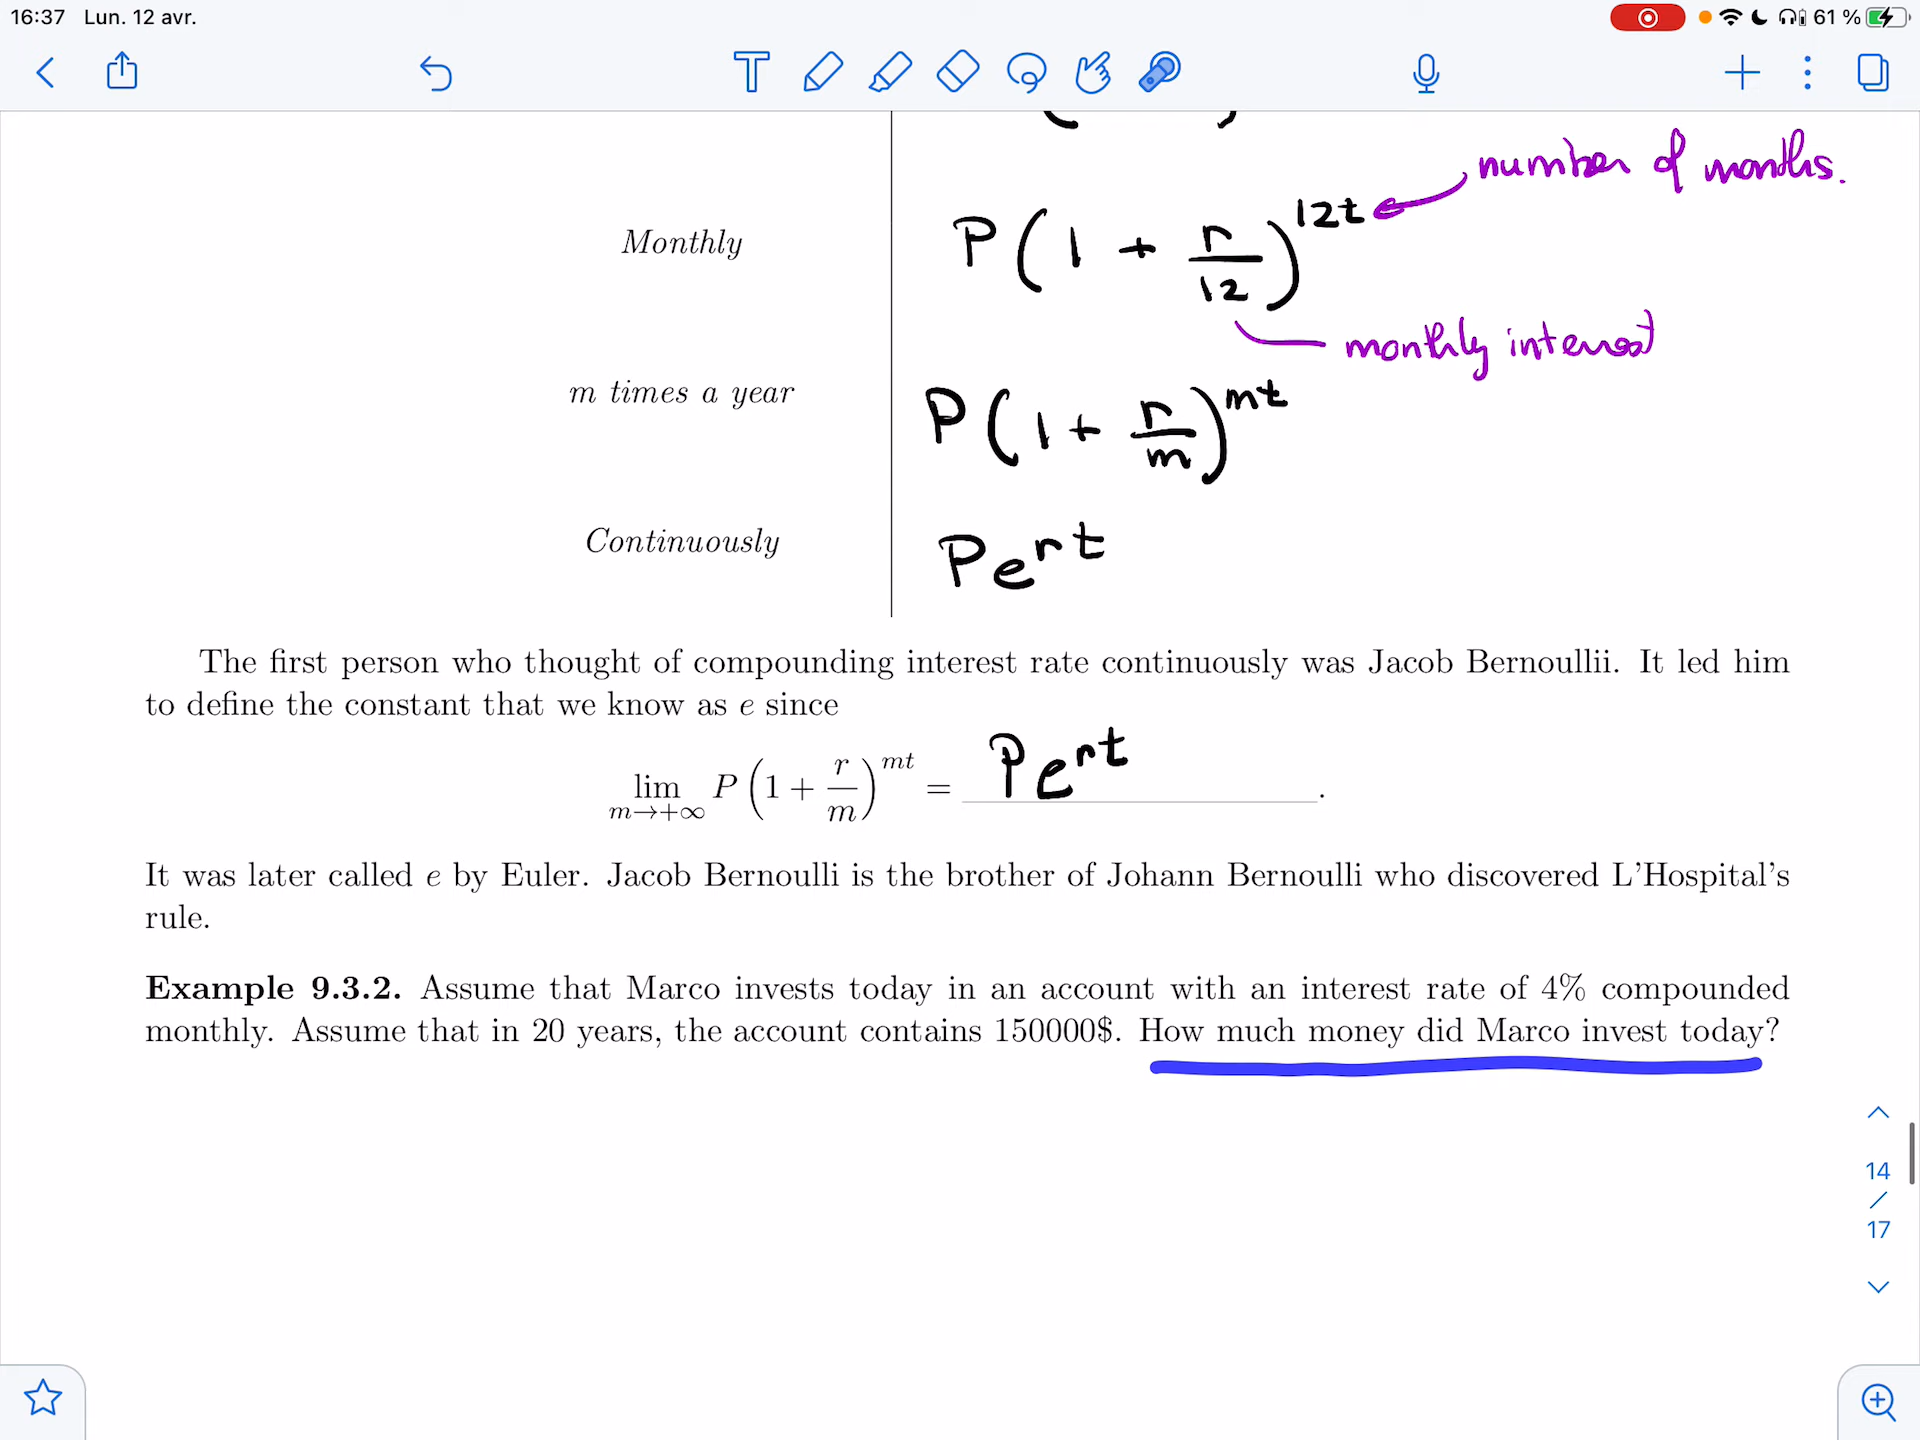 16:37 Lun. 12 avr. 61 %
number of months.
Monthly P(1 + r/12)^12t
monthly interest
m times a year P(1 + r/m)^mt
Continuously Pe^rt
The first person who thought of compounding interest rate continuously was Jacob Bernoullii. It led him
to define the constant that we know as e since
lim m→+∞ P(1 + r/m)^mt = Pe^rt .
It was later called e by Euler. Jacob Bernoulli is the brother of Johann Bernoulli who discovered L'Hospital's
rule.
Example 9.3.2. Assume that Marco invests today in an account with an interest rate of 4% compounded
monthly. Assume that in 20 years, the account contains 150000$. How much money did Marco invest today?
14
/
17